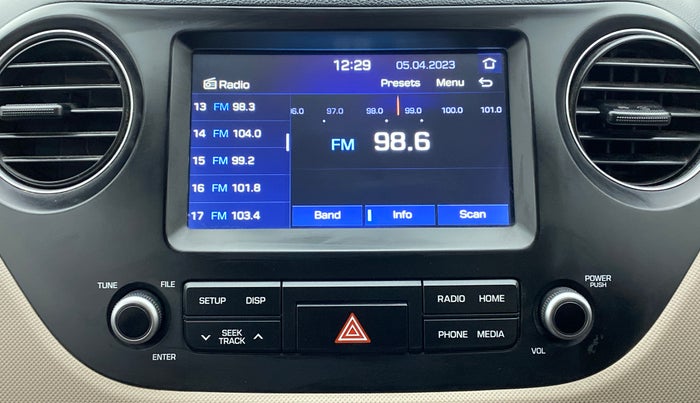 12:29 05.04.2023
Radio Presets Menu
13 FM 98.3
14 FM 104.0
15 FM 99.2
16 FM 101.8
17 FM 103.4
6.0 97.0 98.0 99.0 100.0 101.0
FM 98.6
Band Info Scan
TUNE FILE
ENTER
SETUP DISP
SEEK
TRACK
RADIO HOME
PHONE MEDIA
POWER
PUSH
VOL